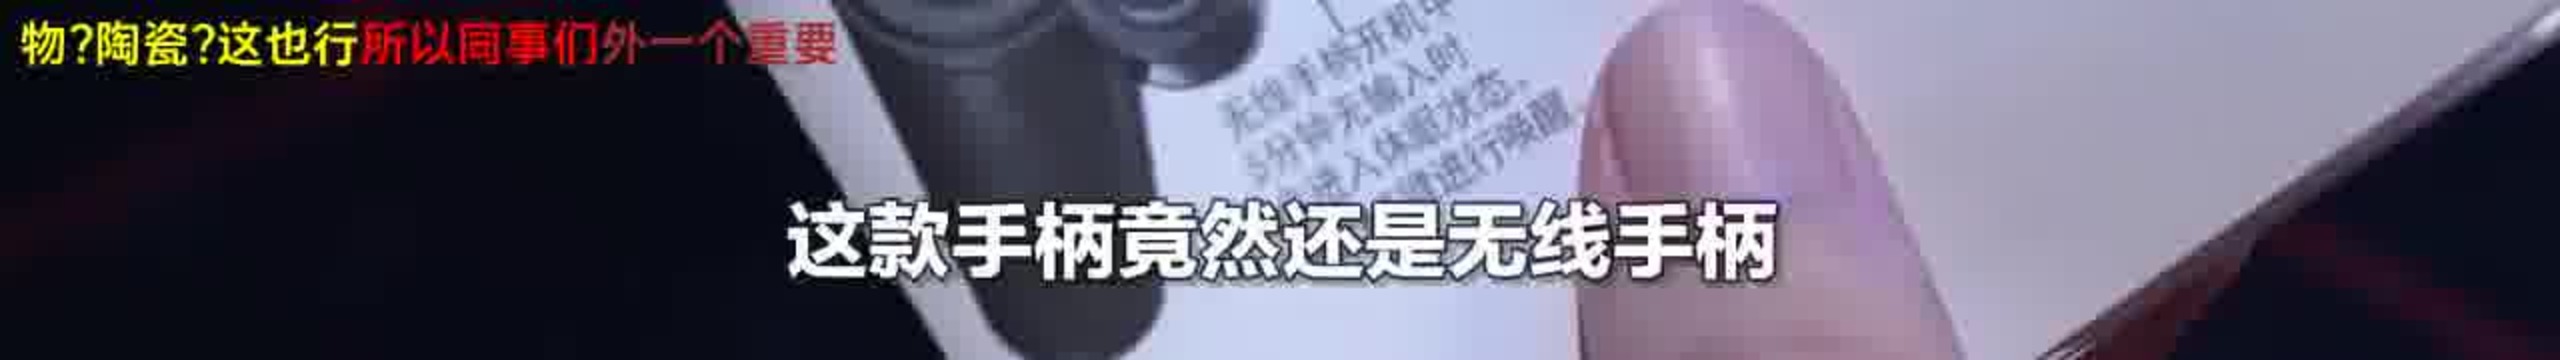 物?陶瓷?这也行所以同事们外一个重要
无线手柄开机
5分钟无输入时
进入休眠状态。
进行唤醒
这款手柄竟然还是无线手柄